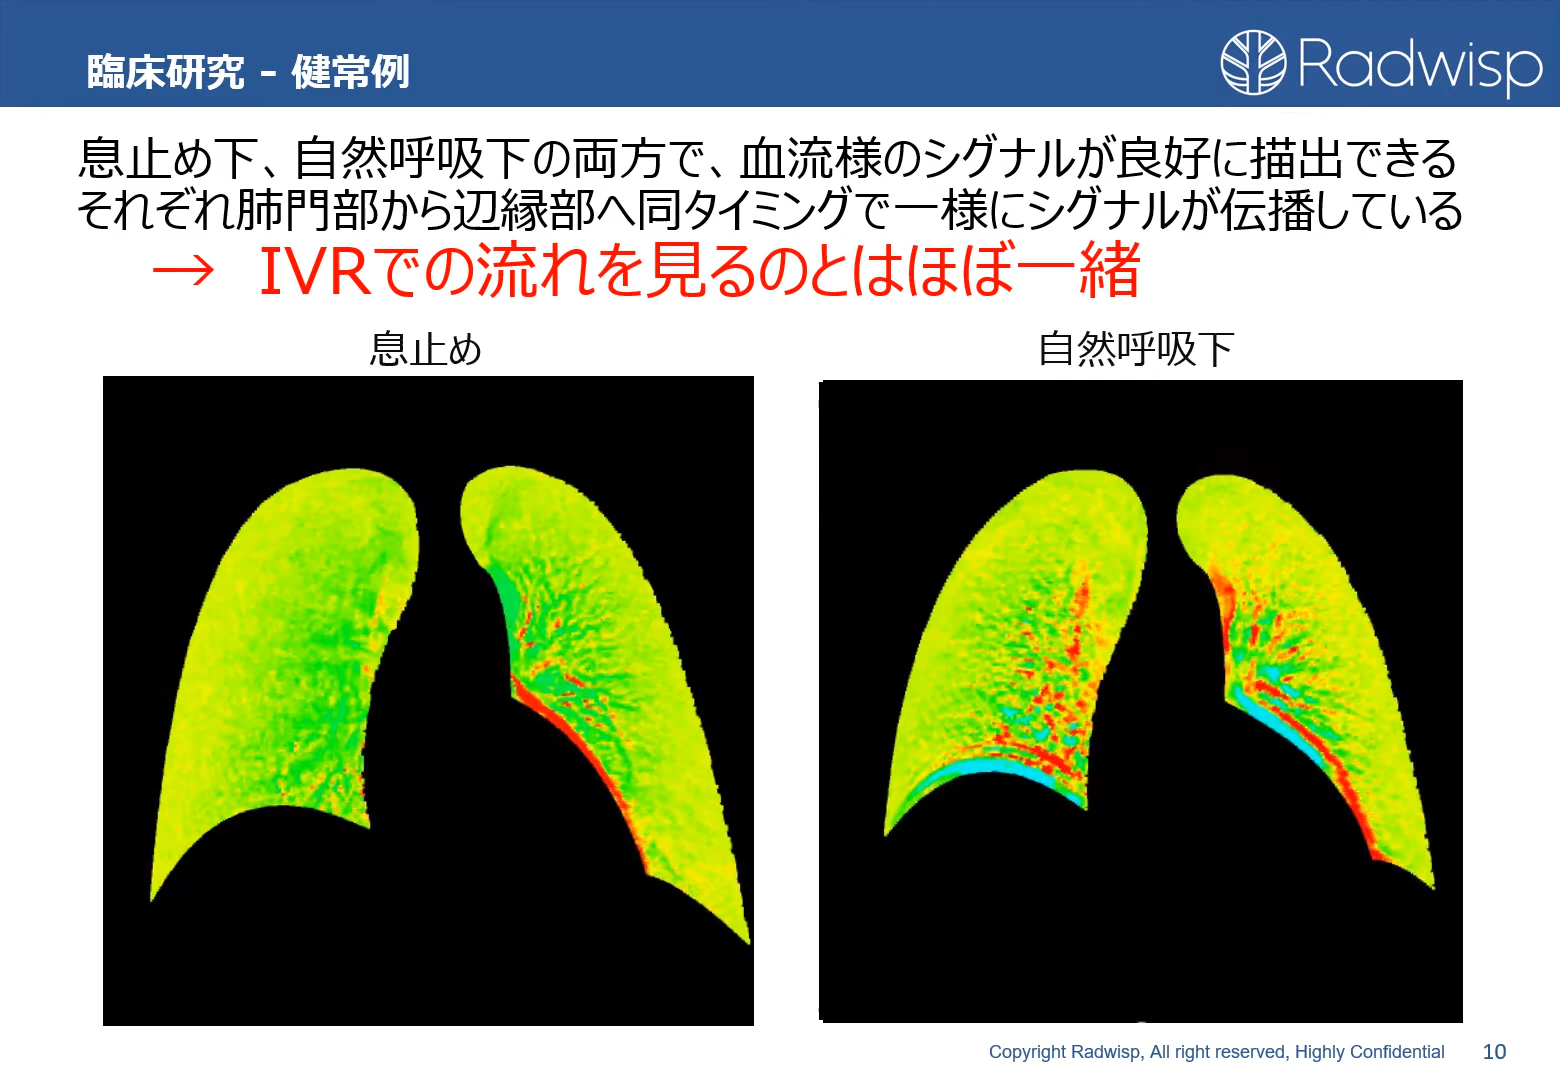 臨床研究 - 健常例
Radwisp
息止め下、自然呼吸下の両方で、血流様のシグナルが良好に描出できる
それぞれ肺門部から辺縁部へ同タイミングで一様にシグナルが伝播している
→ IVRでの流れを見るのとはほぼ一緒
息止め
自然呼吸下
Copyright Radwisp, All right reserved, Highly Confidential
10